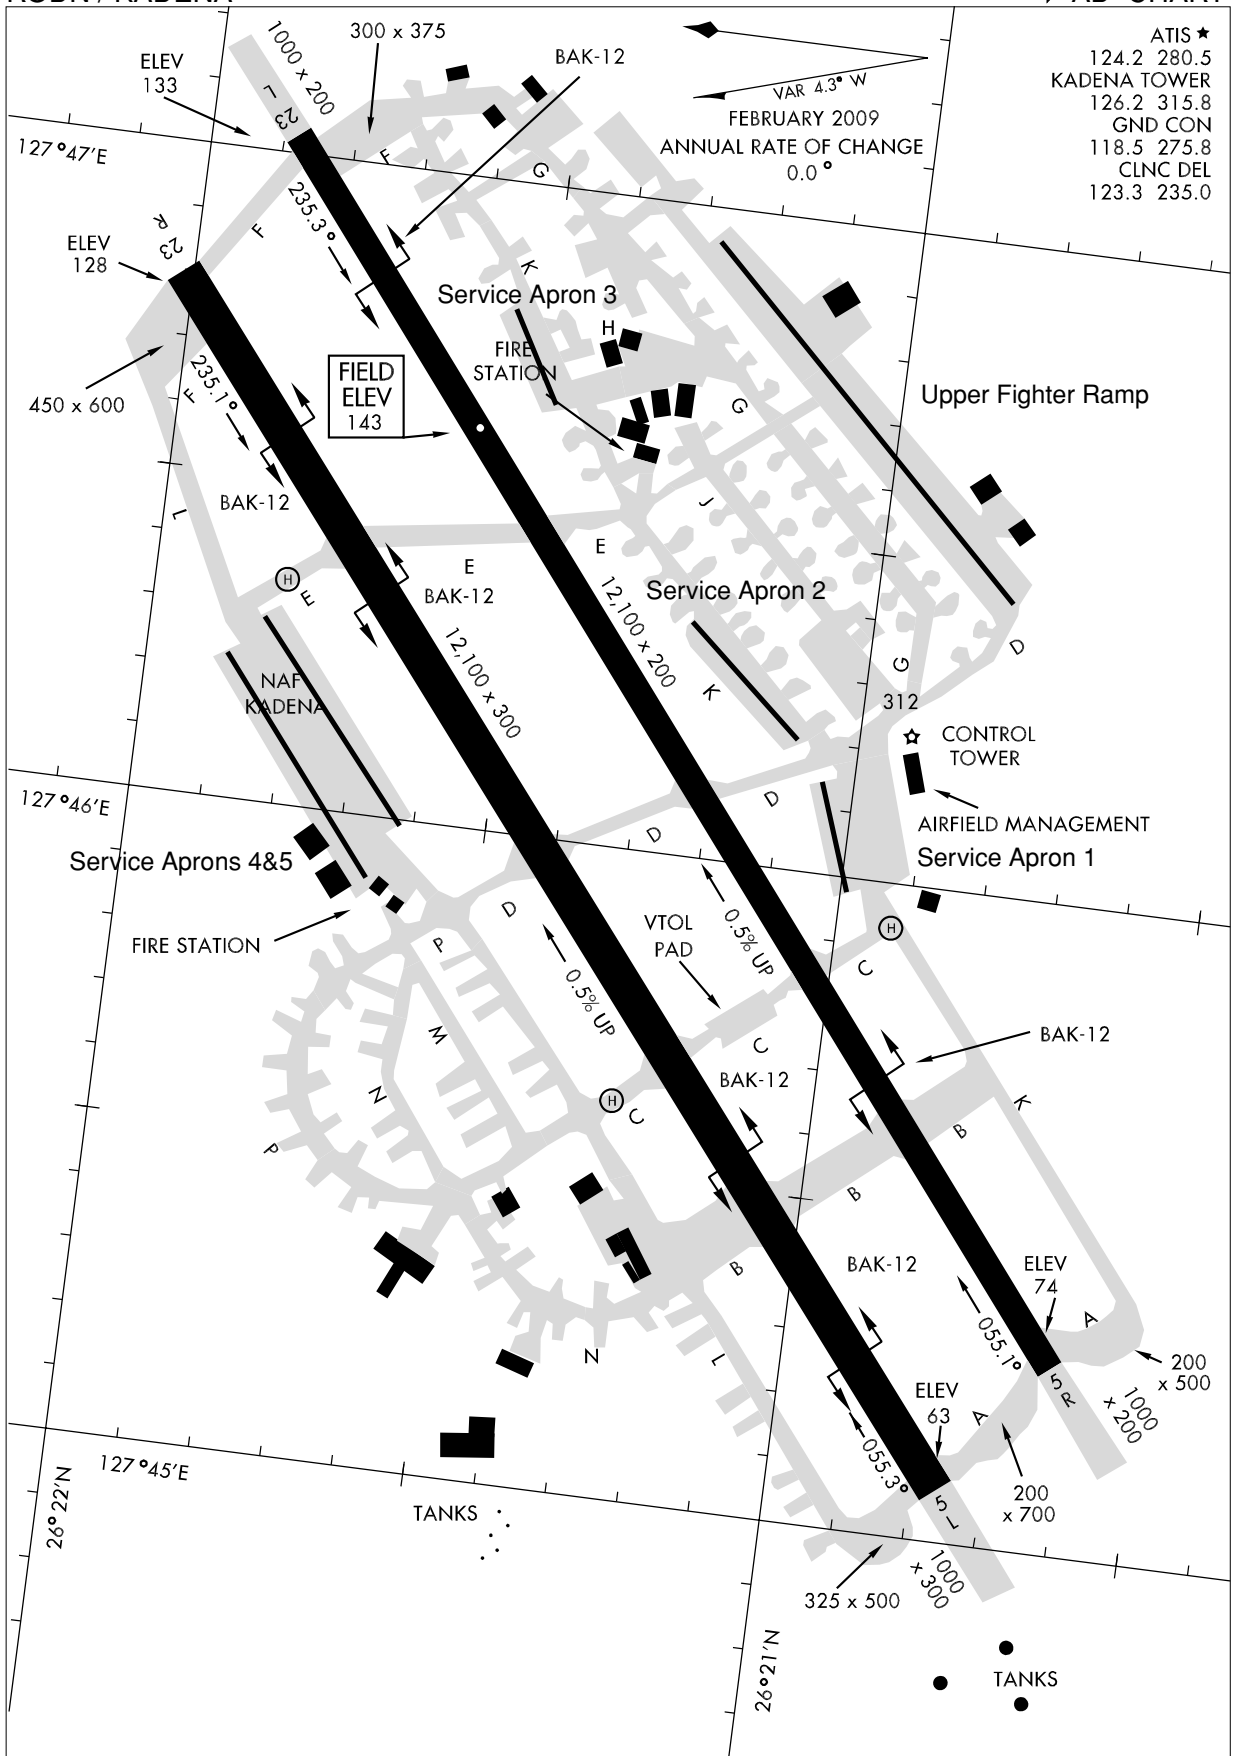 ATIS ★
124.2 280.5
KADENA TOWER
126.2 315.8
GND CON
118.5 275.8
CLNC DEL
123.3 235.0
VAR 4.3° W
FEBRUARY 2009
ANNUAL RATE OF CHANGE
0.0°
300 x 375
BAK-12
ELEV
133
1000 x 200
L
23
127°47'E
F
G
235.3°
F
R
23
ELEV
128
K
Service Apron 3
H
FIRE
STATION
FIELD
ELEV
143
235.1°
F
450 x 600
Upper Fighter Ramp
G
BAK-12
L
J
E
E
H
E
BAK-12
Service Apron 2
12,100 x 200
12,100 x 300
D
G
K
NAF
KADENA
312
CONTROL
TOWER
127°46'E
D
AIRFIELD MANAGEMENT
D
Service Apron 1
Service Aprons 4&5
D
0.5% UP
VTOL
PAD
H
FIRE STATION
P
0.5% UP
C
M
BAK-12
C
BAK-12
N
H
C
K
P
B
B
B
BAK-12
ELEV
74
A
055.1°
200
x 500
N
L
5
R
1000
x 200
ELEV
63
A
055.3°
127°45'E
26°22'N
TANKS
5
L
200
x 700
1000
x 300
325 x 500
26°21'N
TANKS